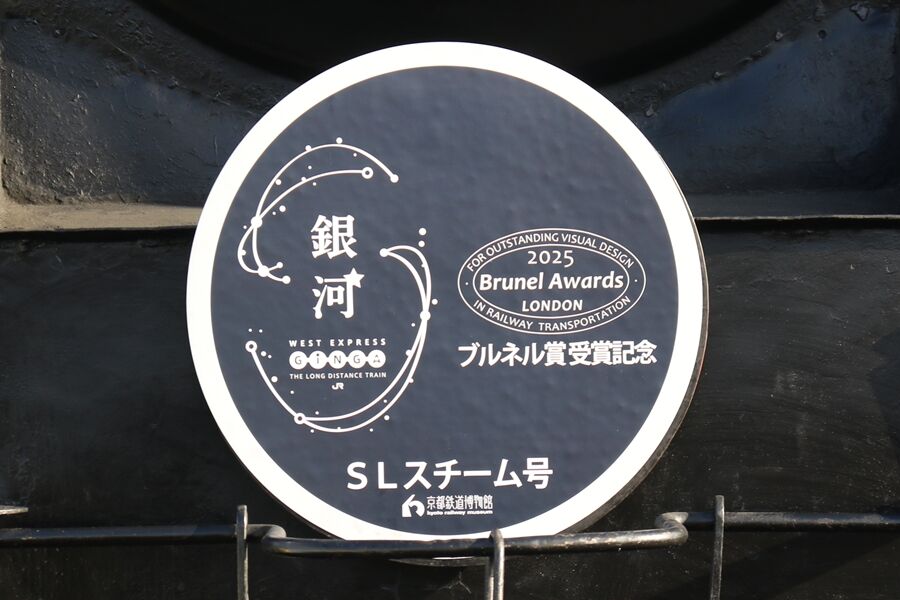 銀河
WEST EXPRESS
GINGA
THE LONG DISTANCE TRAIN
JR
FOR OUTSTANDING VISUAL DESIGN
2025
Brunel Awards
LONDON
IN RAILWAY TRANSPORTATION
ブルネル賞 受賞記念
SLスチーム号
京都鉄道博物館
kyoto railway museum